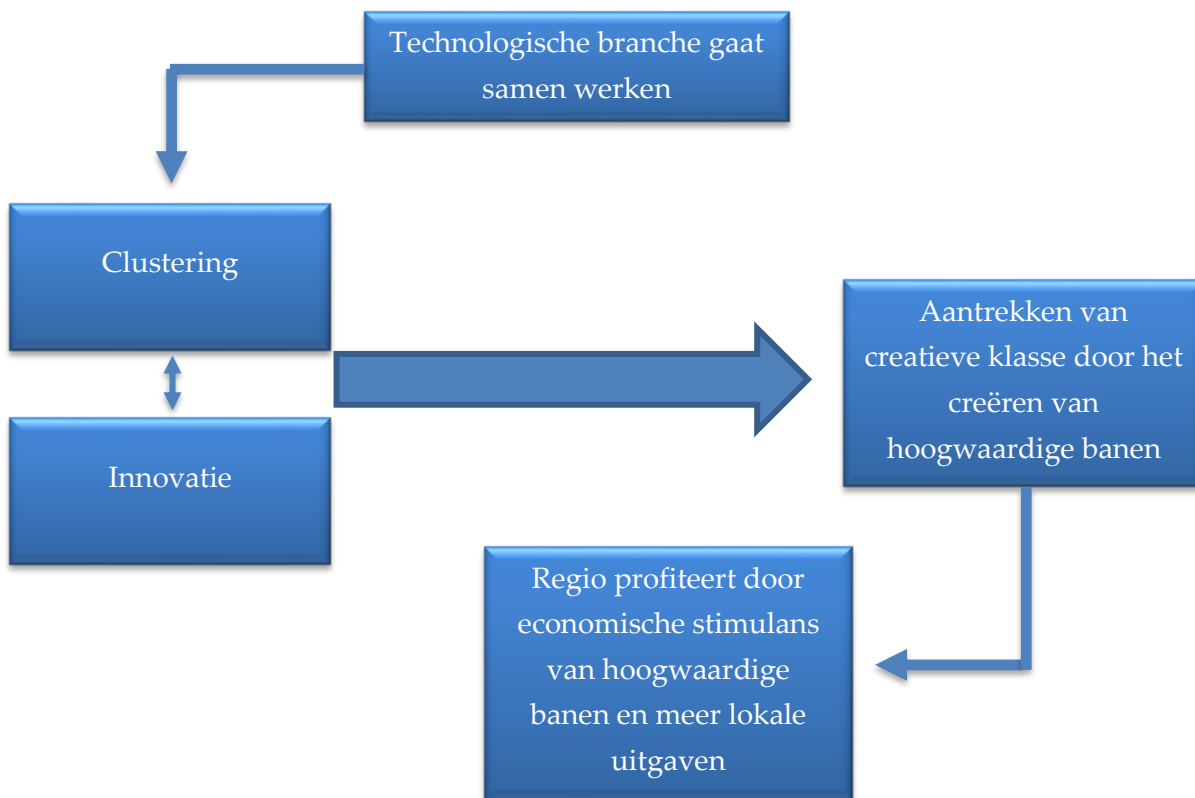 Technologische branche gaat
samen werken
Clustering
Innovatie
Aantrekken van
creatieve klasse door het
creëren van
hoogwaardige banen
Regio profiteert door
economische stimulans
van hoogwaardige
banen en meer lokale
uitgaven